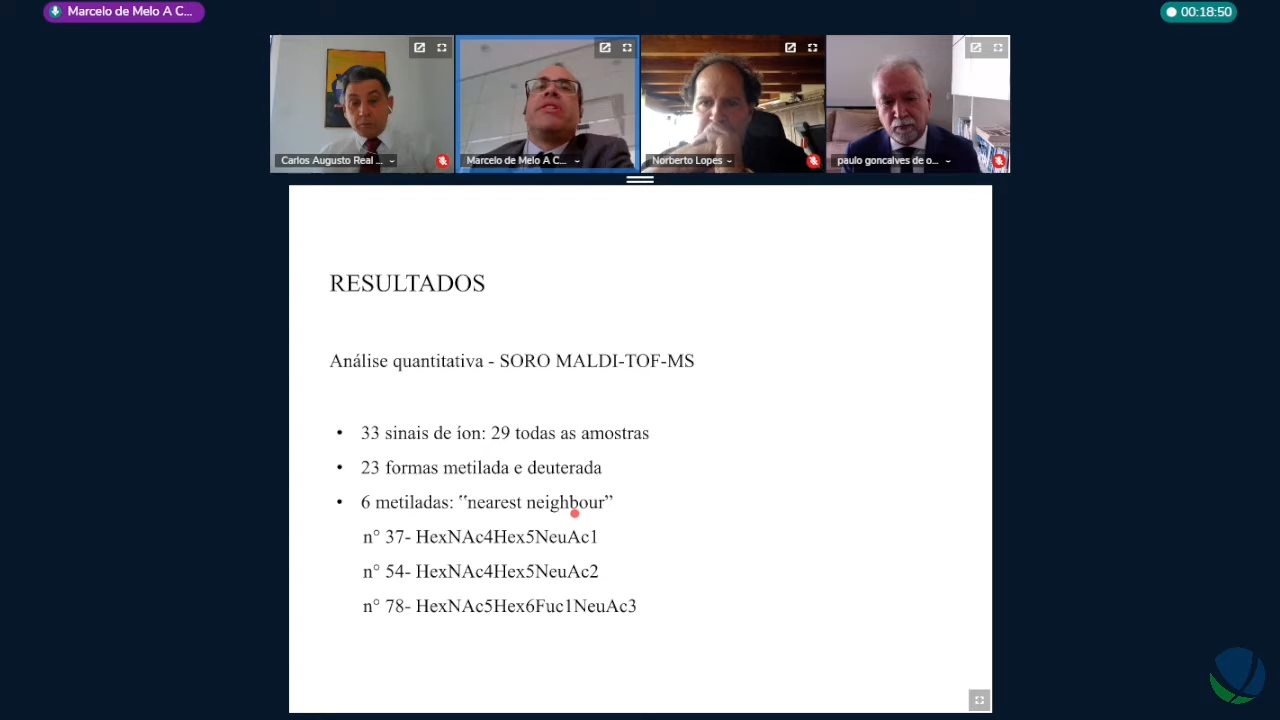 Marcelo de Melo A C...
00:18:50
Carlos Augusto Real ...
Marcelo de Melo A C...
Norberto Lopes
paulo goncalves de o...
RESULTADOS
Análise quantitativa - SORO MALDI-TOF-MS
• 33 sinais de íon: 29 todas as amostras
• 23 formas metilada e deuterada
• 6 metiladas: "nearest neighbour”
n° 37- HexNAc4Hex5NeuAc1
n° 54- HexNAc4Hex5NeuAc2
n° 78- HexNAc5Hex6Fuc1NeuAc3